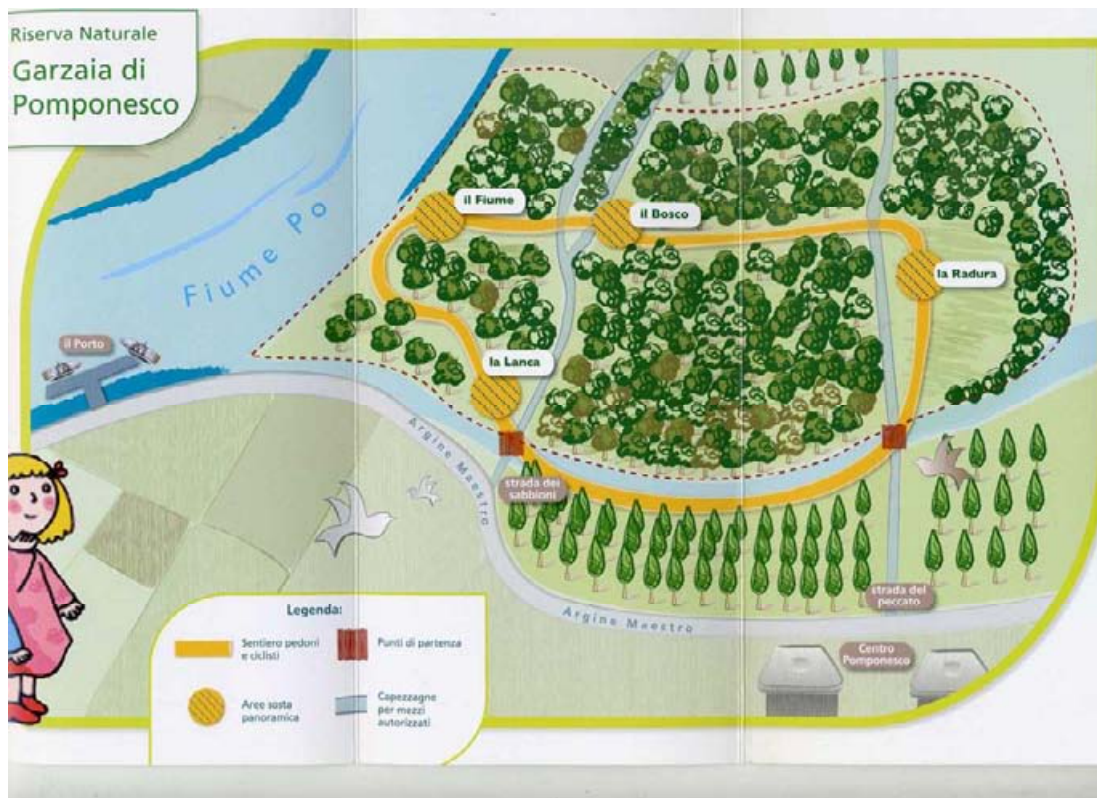 Riserva Naturale
Garzaia di
Pomponesco
Fiume Po
il Porto
il Fiume
il Bosco
la Radura
la Lanca
Argine Maestro
strada dei
sabbioni
strada del
peccato
Argine Maestro
Centro
Pomponesco
Legenda:
Sentiero pedoni
e ciclisti
Punti di partenza
Aree sosta
panoramica
Capezzagne
per mezzi
autorizzati